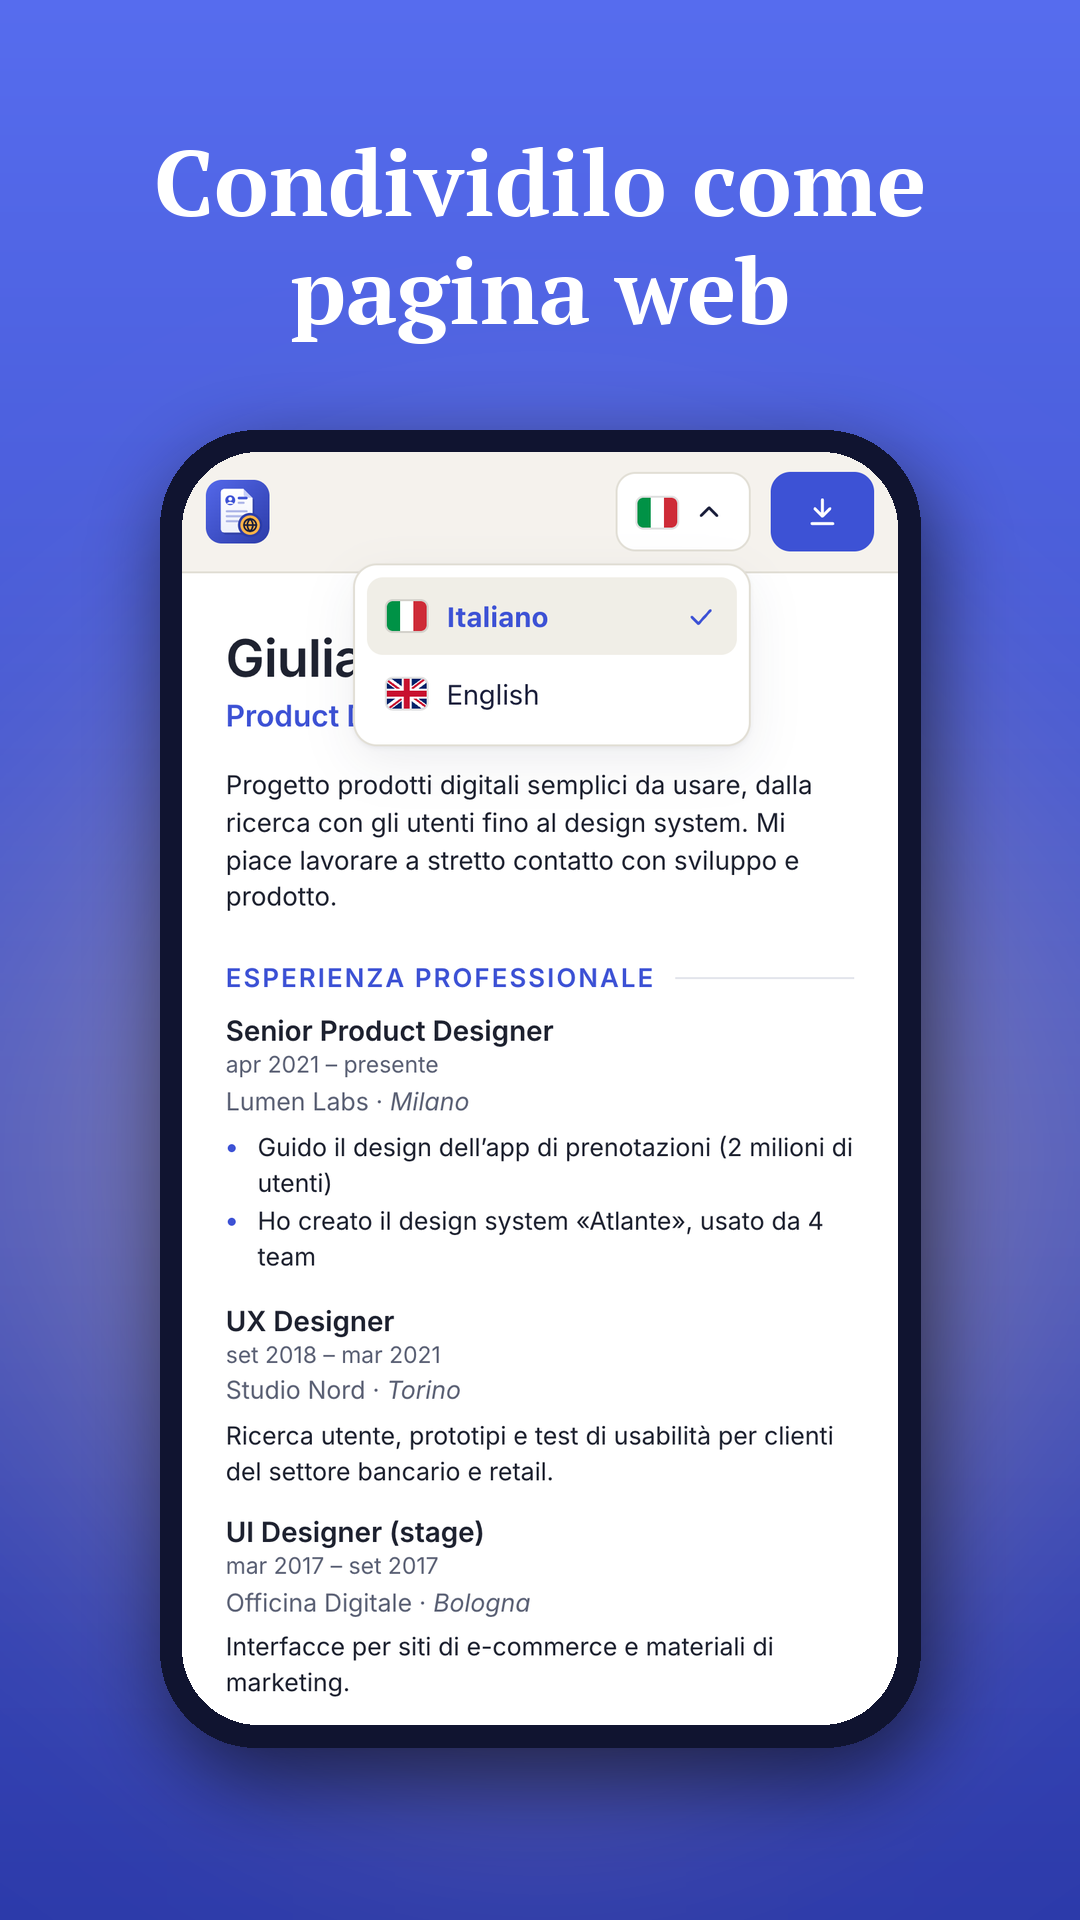 Condividilo come
pagina web
Italiano
English
Giulia
Product
Progetto prodotti digitali semplici da usare, dalla
ricerca con gli utenti fino al design system. Mi
piace lavorare a stretto contatto con sviluppo e
prodotto.
ESPERIENZA PROFESSIONALE
Senior Product Designer
apr 2021 – presente
Lumen Labs · Milano
• Guido il design dell’app di prenotazioni (2 milioni di
utenti)
• Ho creato il design system «Atlante», usato da 4
team
UX Designer
set 2018 – mar 2021
Studio Nord · Torino
Ricerca utente, prototipi e test di usabilità per clienti
del settore bancario e retail.
UI Designer (stage)
mar 2017 – set 2017
Officina Digitale · Bologna
Interfacce per siti di e-commerce e materiali di
marketing.